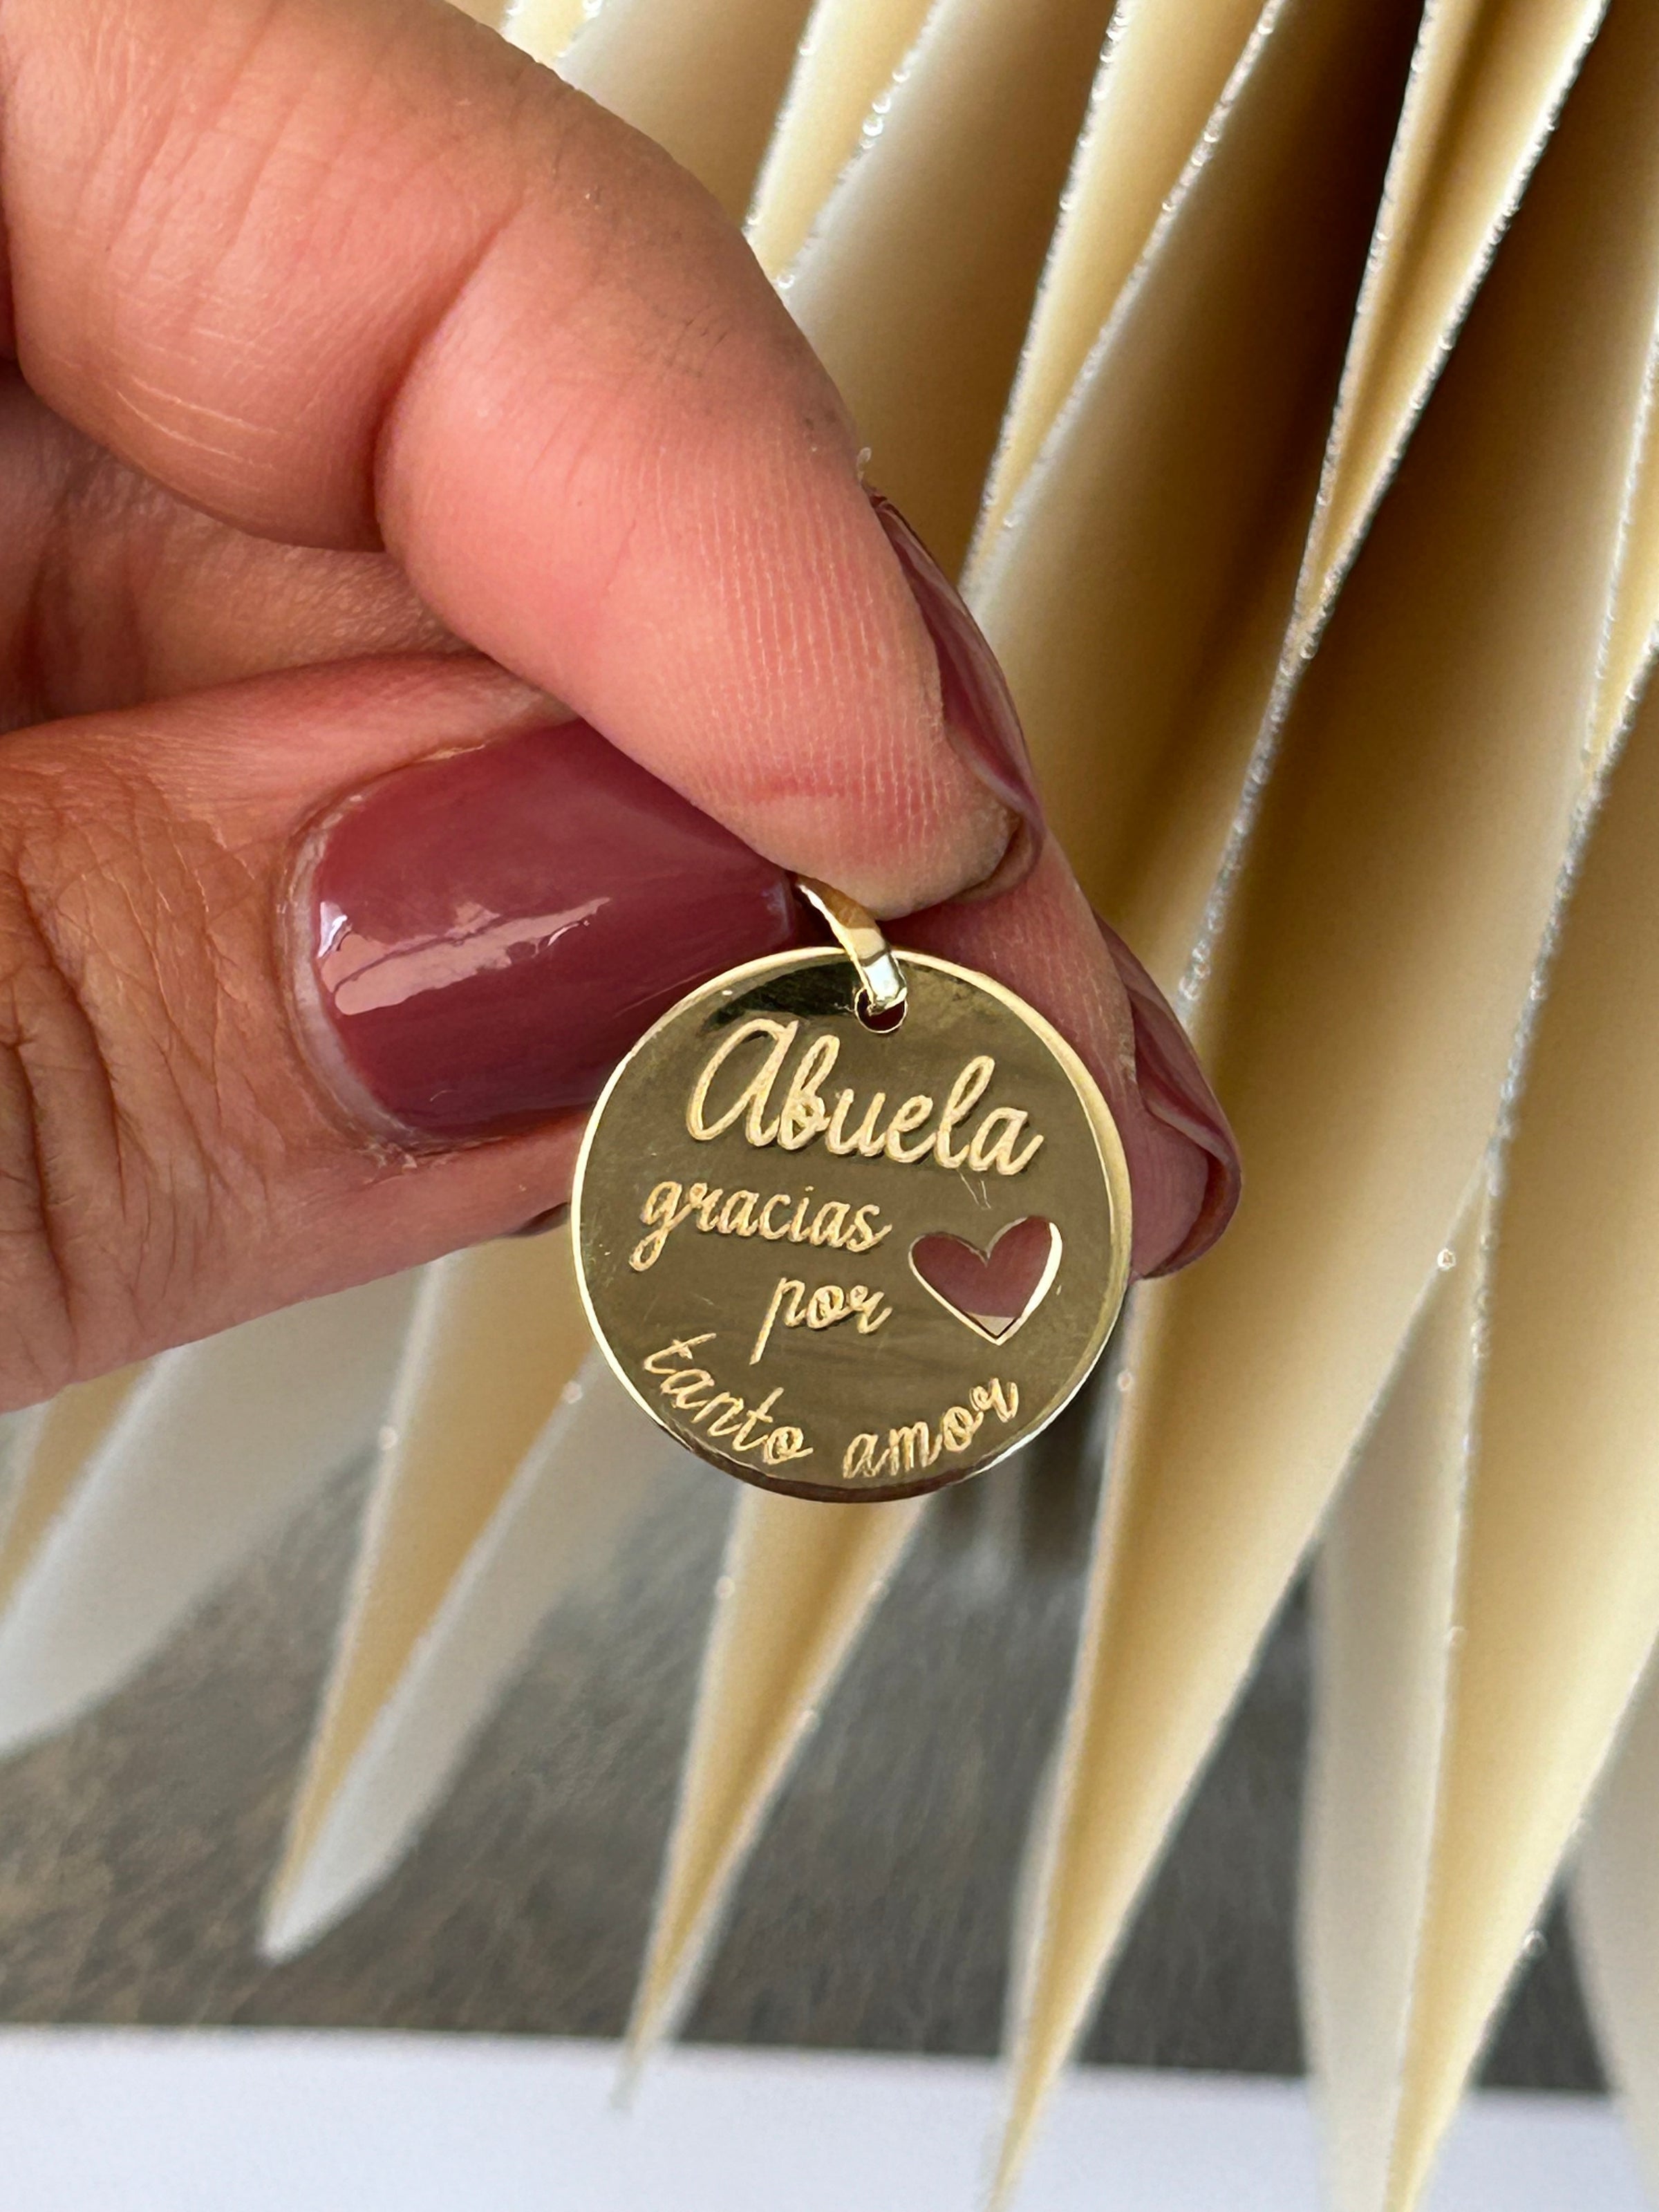 Abuela
gracias
por
tanto amor